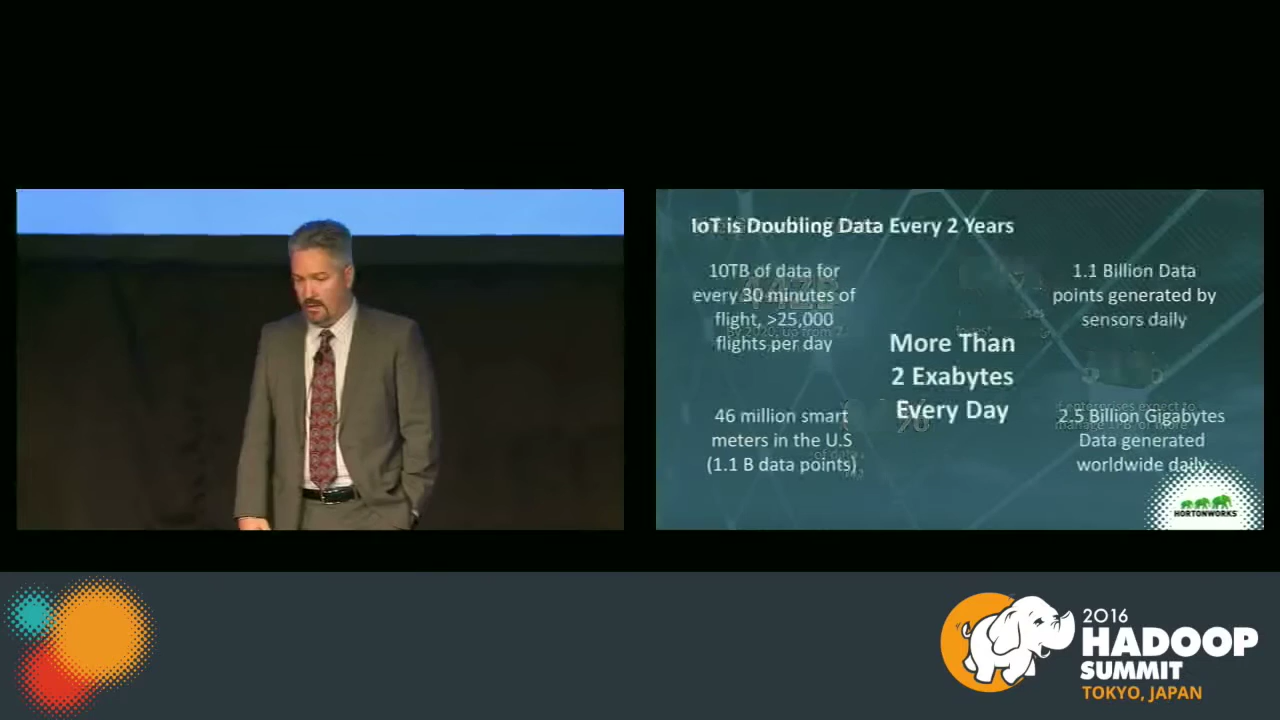 IoT is Doubling Data Every 2 Years
10TB of data for
every 30 minutes of
flight, >25,000
flights per day
1.1 Billion Data
points generated by
sensors daily
More Than
2 Exabytes
Every Day
46 million smart
meters in the U.S
(1.1 B data points)
2.5 Billion Gigabytes
Data generated
worldwide daily
HORTONWORKS
2016
HADOOP
SUMMIT
TOKYO, JAPAN